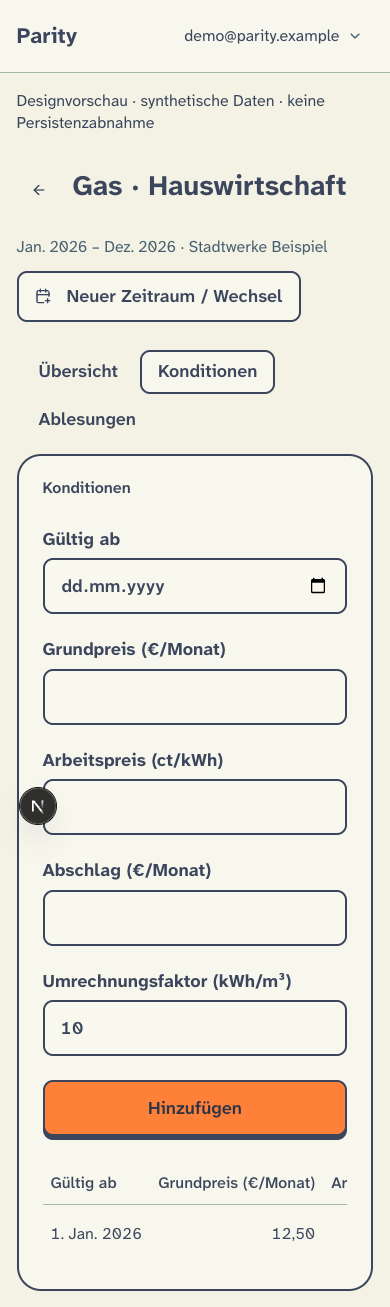 Parity
demo@parity.example
Designvorschau · synthetische Daten · keine
Persistenzabnahme
Gas · Hauswirtschaft
Jan. 2026 – Dez. 2026 · Stadtwerke Beispiel
Neuer Zeitraum / Wechsel
Übersicht
Konditionen
Ablesungen
Konditionen
Gültig ab
dd.mm.yyyy
Grundpreis (€/Monat)
Arbeitspreis (ct/kWh)
N
Abschlag (€/Monat)
Umrechnungsfaktor (kWh/m³)
10
Hinzufügen
Gültig ab Grundpreis (€/Monat) Ar
1. Jan. 2026 12,50